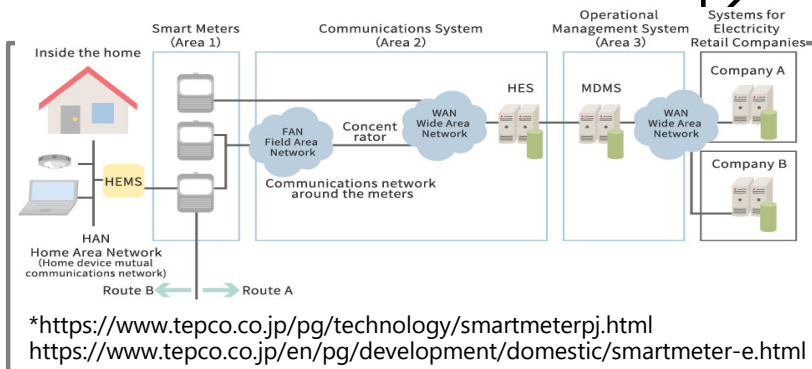 Smart Meters
(Area 1)
Communications System
(Area 2)
Operational
Management System
(Area 3)
Systems for
Electricity
Retail Companies
Inside the home
HEMS
HAN
Home Area Network
(Home device mutual
communications network)
FAN
Field Area
Network
Concent
rator
WAN
Wide Area
Network
HES
Communications network
around the meters
MDMS
WAN
Wide Area
Network
Company A
Company B
Route B
Route A
*https://www.tepco.co.jp/pg/technology/smartmeterpj.html
https://www.tepco.co.jp/en/pg/development/domestic/smartmeter-e.html